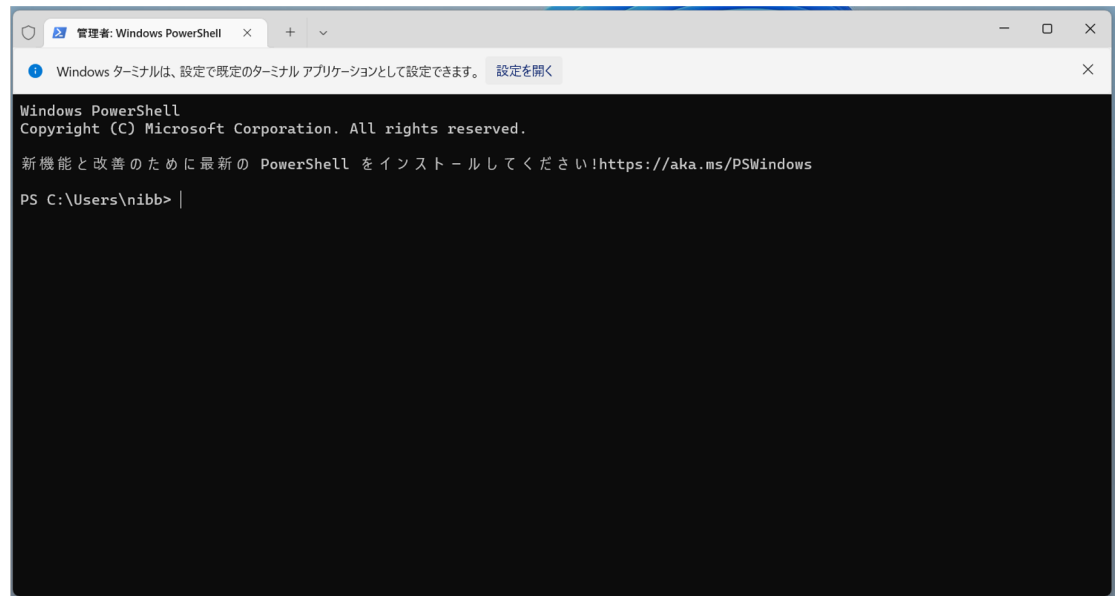 管理者: Windows PowerShell
Windows ターミナルは、設定で既定のターミナル アプリケーションとして設定できます。 設定を開く
Windows PowerShell
Copyright (C) Microsoft Corporation. All rights reserved.
新機能と改善のために最新の PowerShell をインストールしてください!https://aka.ms/PSWindows
PS C:\Users\nibb>